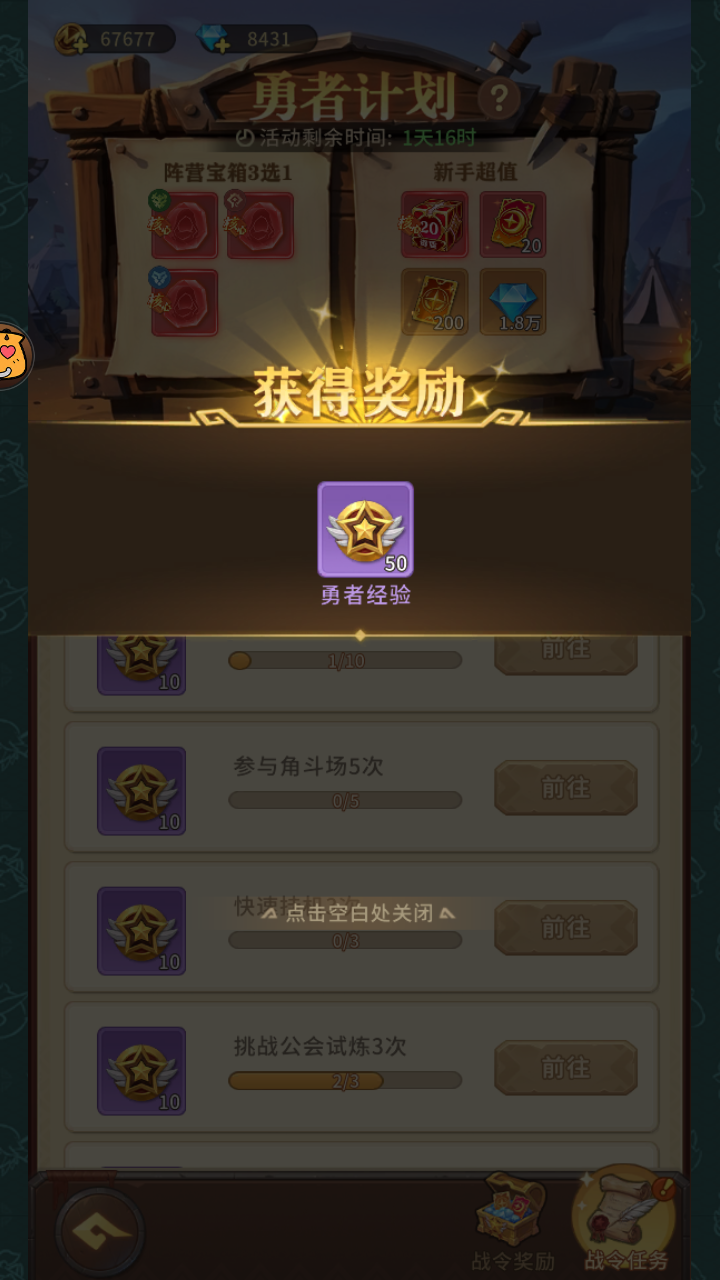 67677 8431
勇者计划 ?
活动剩余时间: 1天16时
阵营宝箱3选1 新手超值
20 20
200 1.8万
获得奖励
50
勇者经验
10 1/10 前往
参与角斗场5次
10 0/5 前往
点击空白处关闭
10 0/3 前往
挑战公会试炼3次
10 2/3 前往
战令奖励 战令任务